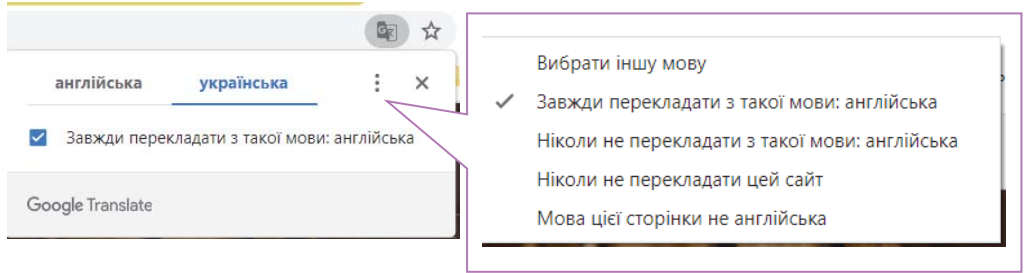 англійська українська
Завжди перекладати з такої мови: англійська
Google Translate
Вибрати іншу мову
Завжди перекладати з такої мови: англійська
Ніколи не перекладати з такої мови: англійська
Ніколи не перекладати цей сайт
Мова цієї сторінки не англійська